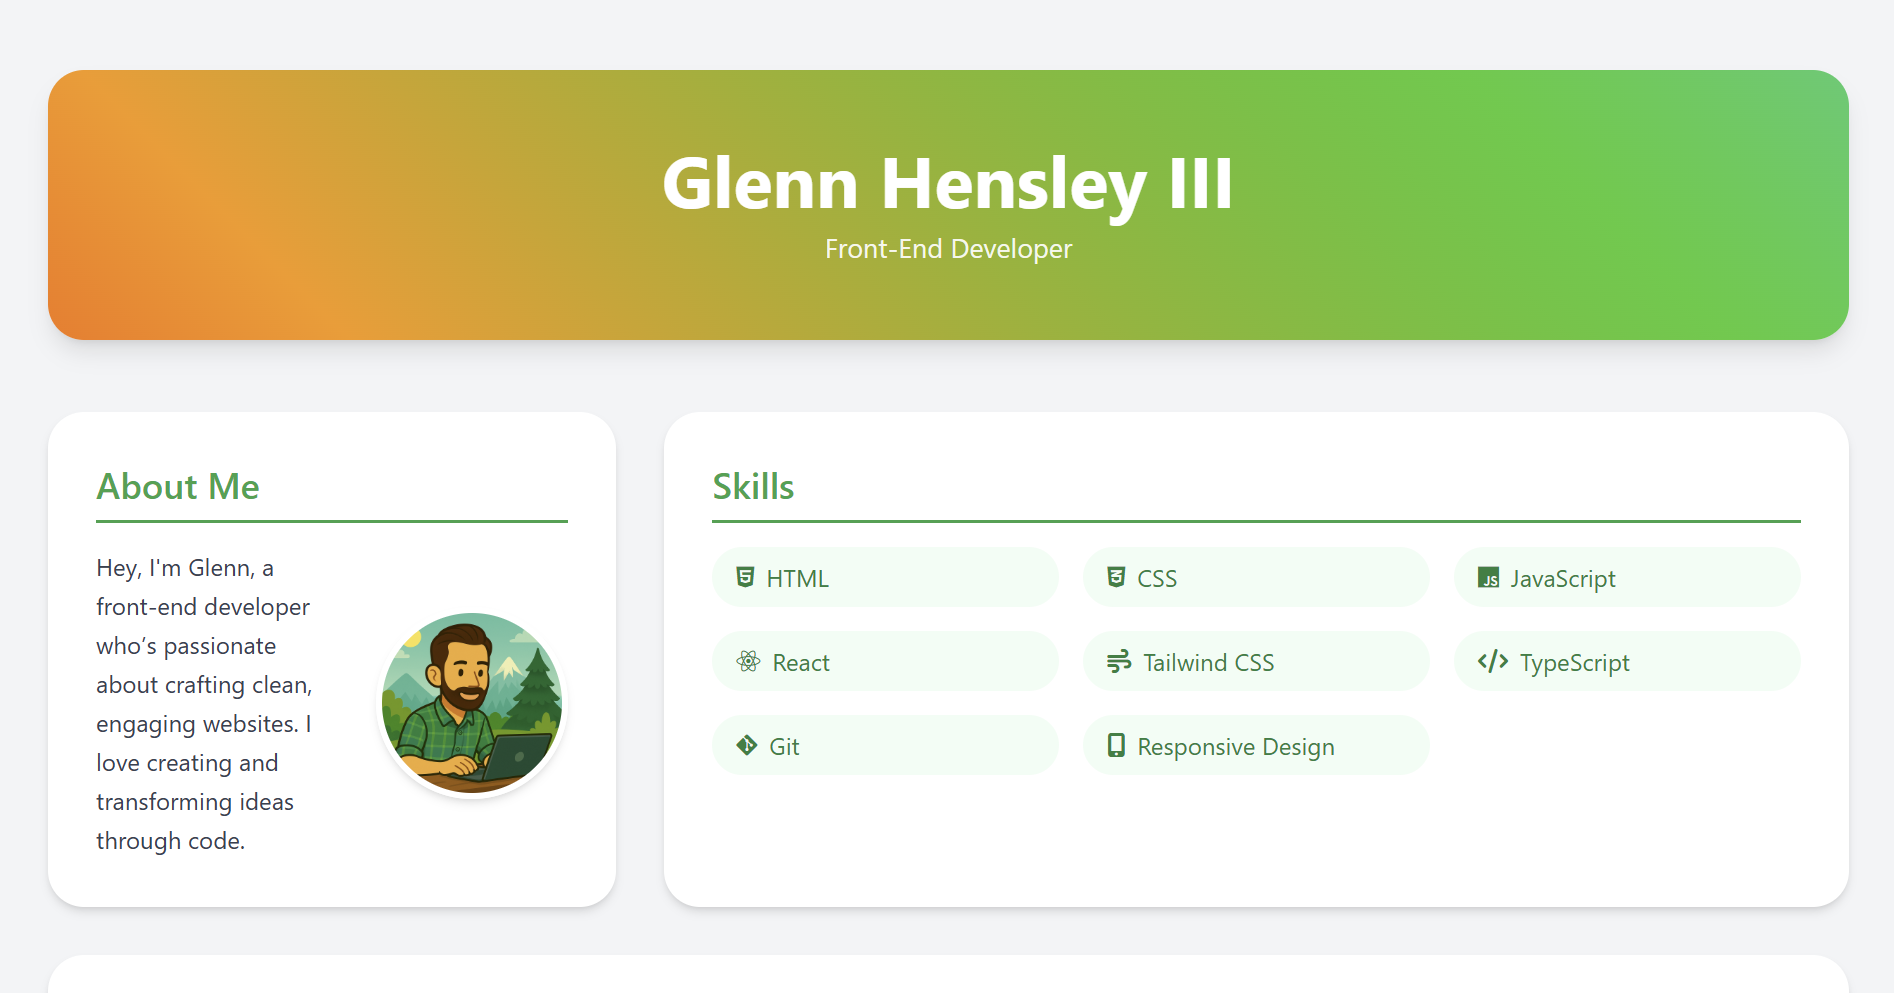 Glenn Hensley III
Front-End Developer
About Me
Hey, I'm Glenn, a
front-end developer
who’s passionate
about crafting clean,
engaging websites. I
love creating and
transforming ideas
through code.
Skills
HTML
CSS
JS JavaScript
React
Tailwind CSS
TypeScript
Git
Responsive Design